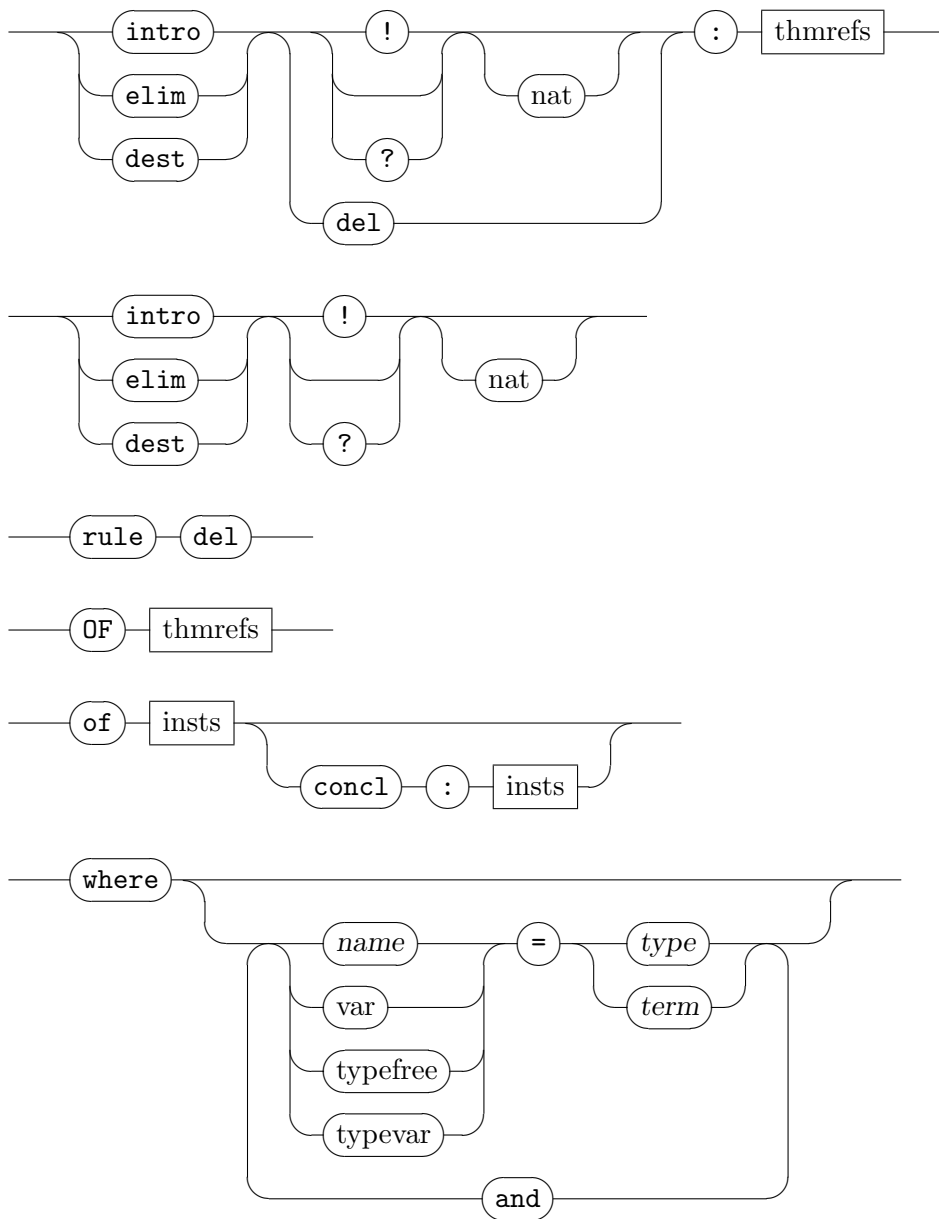 intro ! : thmrefs
elim nat
dest ?
del
intro !
elim nat
dest ?
rule del
OF thmrefs
of insts
concl : insts
where
name = type
var term
typefree
typevar
and